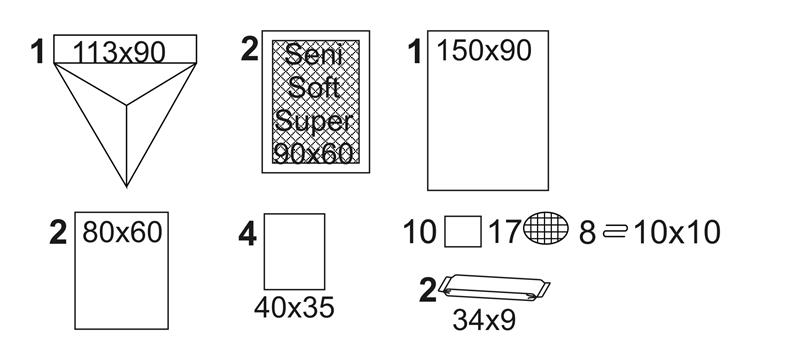 1 113x90
2 Seni
Soft
Super
90x60
1 150x90
2 80x60
4
40x35
10 17 8 10x10
2
34x9